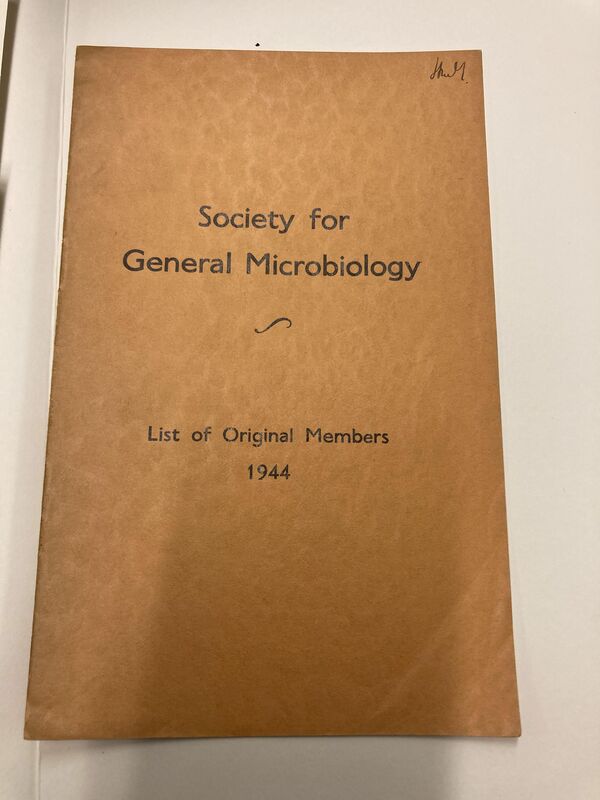 Society for
General Microbiology
List of Original Members
1944